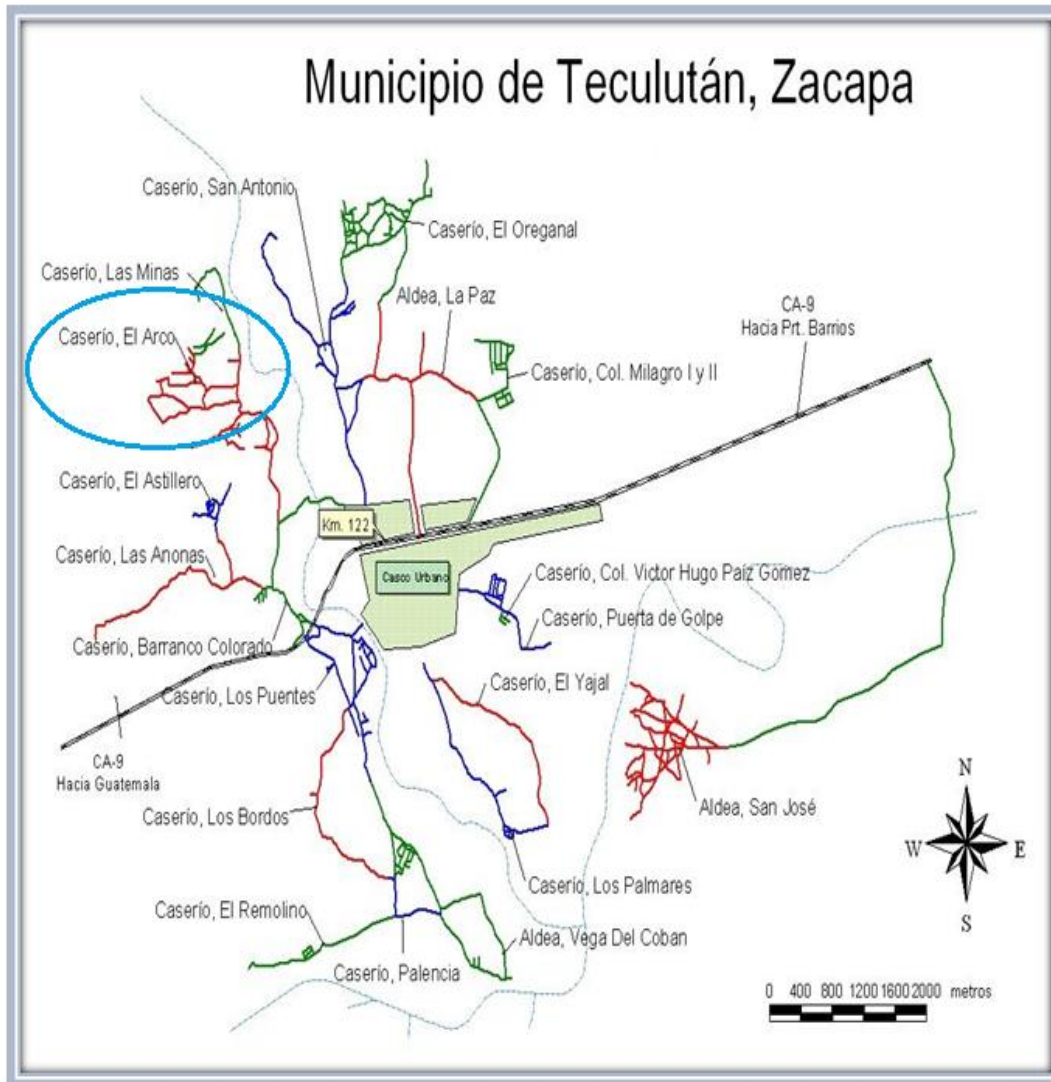 Municipio de Teculután, Zacapa
Caserío, San Antonio
Caserío, El Oreganal
Caserío, Las Minas
Aldea, La Paz
CA-9
Hacia Prt. Barrios
Caserío, El Arco
Caserío, Col. Milagro I y II
Caserío, El Astillero
Km. 122
Caserío, Las Anonas
Casco Urbano
Caserío, Col. Victor Hugo Paíz Gómez
Caserío, Puerta de Golpe
Caserío, Barranco Colorado
Caserío, El Yajal
Caserío, Los Puentes
CA-9
Hacia Guatemala
Aldea, San José
Caserío, Los Bordos
N
W
E
S
Caserío, Los Palmares
Caserío, El Remolino
Aldea, Vega Del Coban
Caserío, Palencia
0 400 800 1200 1600 2000 metros